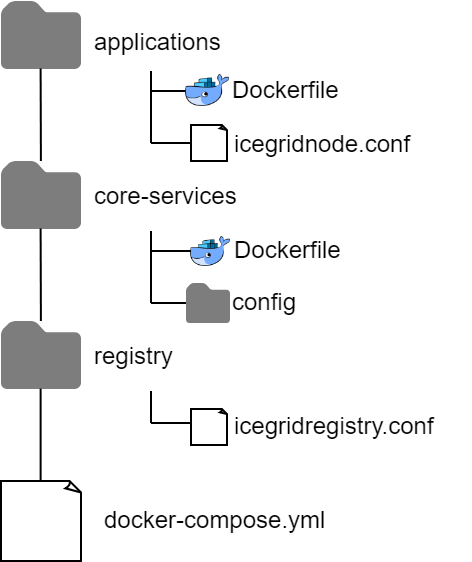 applications
Dockerfile
icegridnode.conf
core-services
Dockerfile
config
registry
icegridregistry.conf
docker-compose.yml